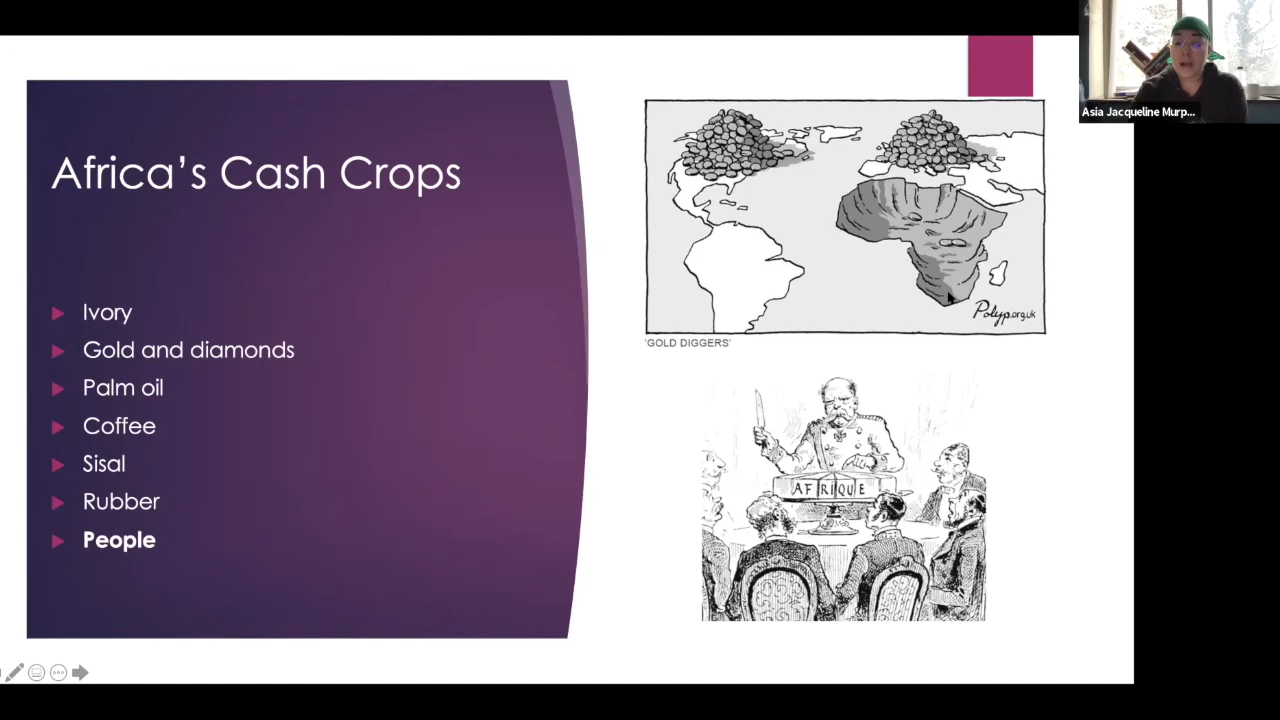 Africa's Cash Crops
Ivory
Gold and diamonds
Palm oil
Coffee
Sisal
Rubber
People
Polyp.org.uk
'GOLD DIGGERS'
AFRIQUE
Asia Jacqueline Murp...